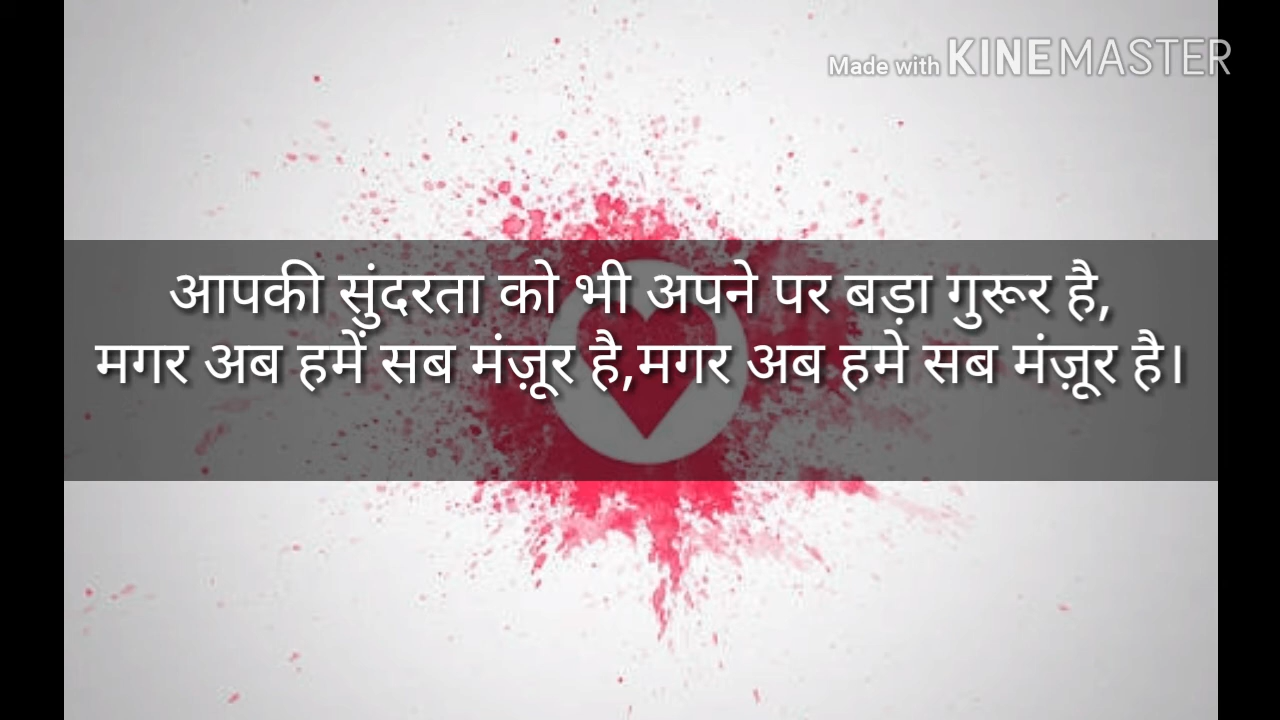 Made with KINEMASTER
आपकी सुंदरता को भी अपने पर बड़ा गुरूर है,
मगर अब हमें सब मंज़ूर है,मगर अब हमे सब मंज़ूर है।